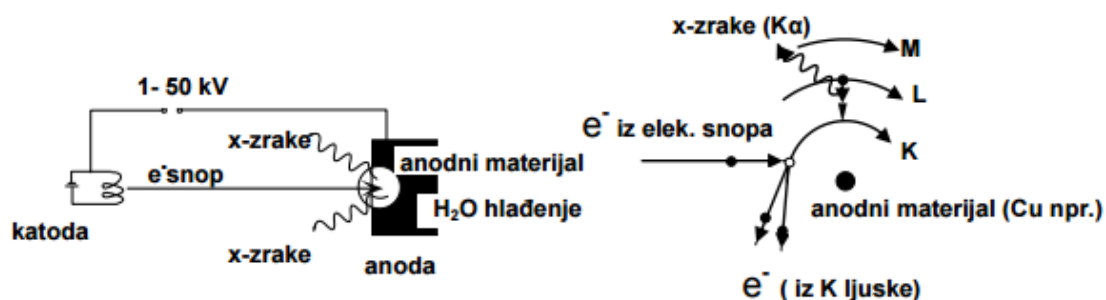 1- 50 kV
x-zrake
e⁻snop
anodni materijal
H₂O hlađenje
katoda
x-zrake
anoda
x-zrake (Kα)
M
L
K
e⁻ iz elek. snopa
anodni materijal (Cu npr.)
e⁻ ( iz K ljuske)